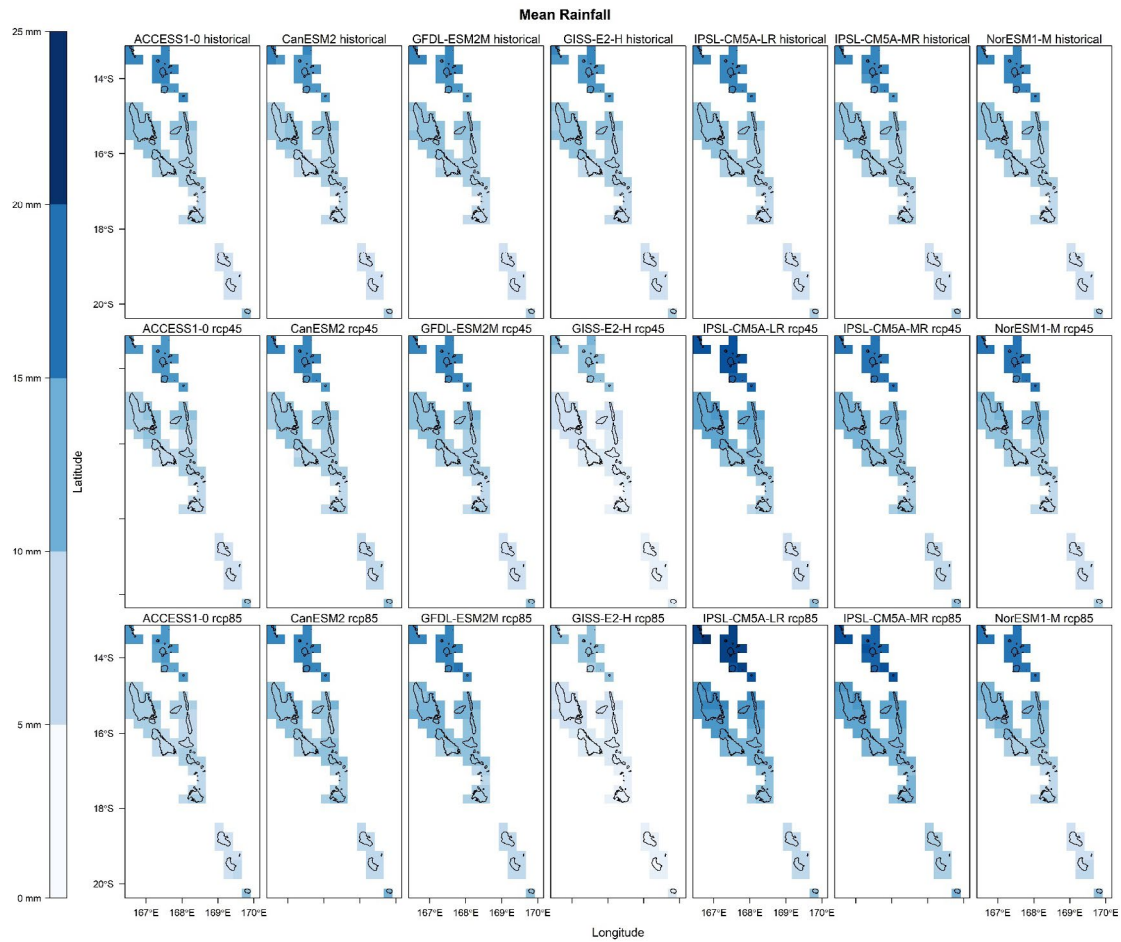 Mean Rainfall
25 mm
20 mm
15 mm
10 mm
5 mm
0 mm
Latitude
ACCESS1-0 historical
CanESM2 historical
GFDL-ESM2M historical
GISS-E2-H historical
IPSL-CM5A-LR historical
IPSL-CM5A-MR historical
NorESM1-M historical
14°S
16°S
18°S
20°S
ACCESS1-0 rcp45
CanESM2 rcp45
GFDL-ESM2M rcp45
GISS-E2-H rcp45
IPSL-CM5A-LR rcp45
IPSL-CM5A-MR rcp45
NorESM1-M rcp45
ACCESS1-0 rcp85
CanESM2 rcp85
GFDL-ESM2M rcp85
GISS-E2-H rcp85
IPSL-CM5A-LR rcp85
IPSL-CM5A-MR rcp85
NorESM1-M rcp85
14°S
16°S
18°S
20°S
167°E 168°E 169°E 170°E
167°E 168°E 169°E 170°E
167°E 168°E 169°E 170°E
167°E 168°E 169°E 170°E
Longitude